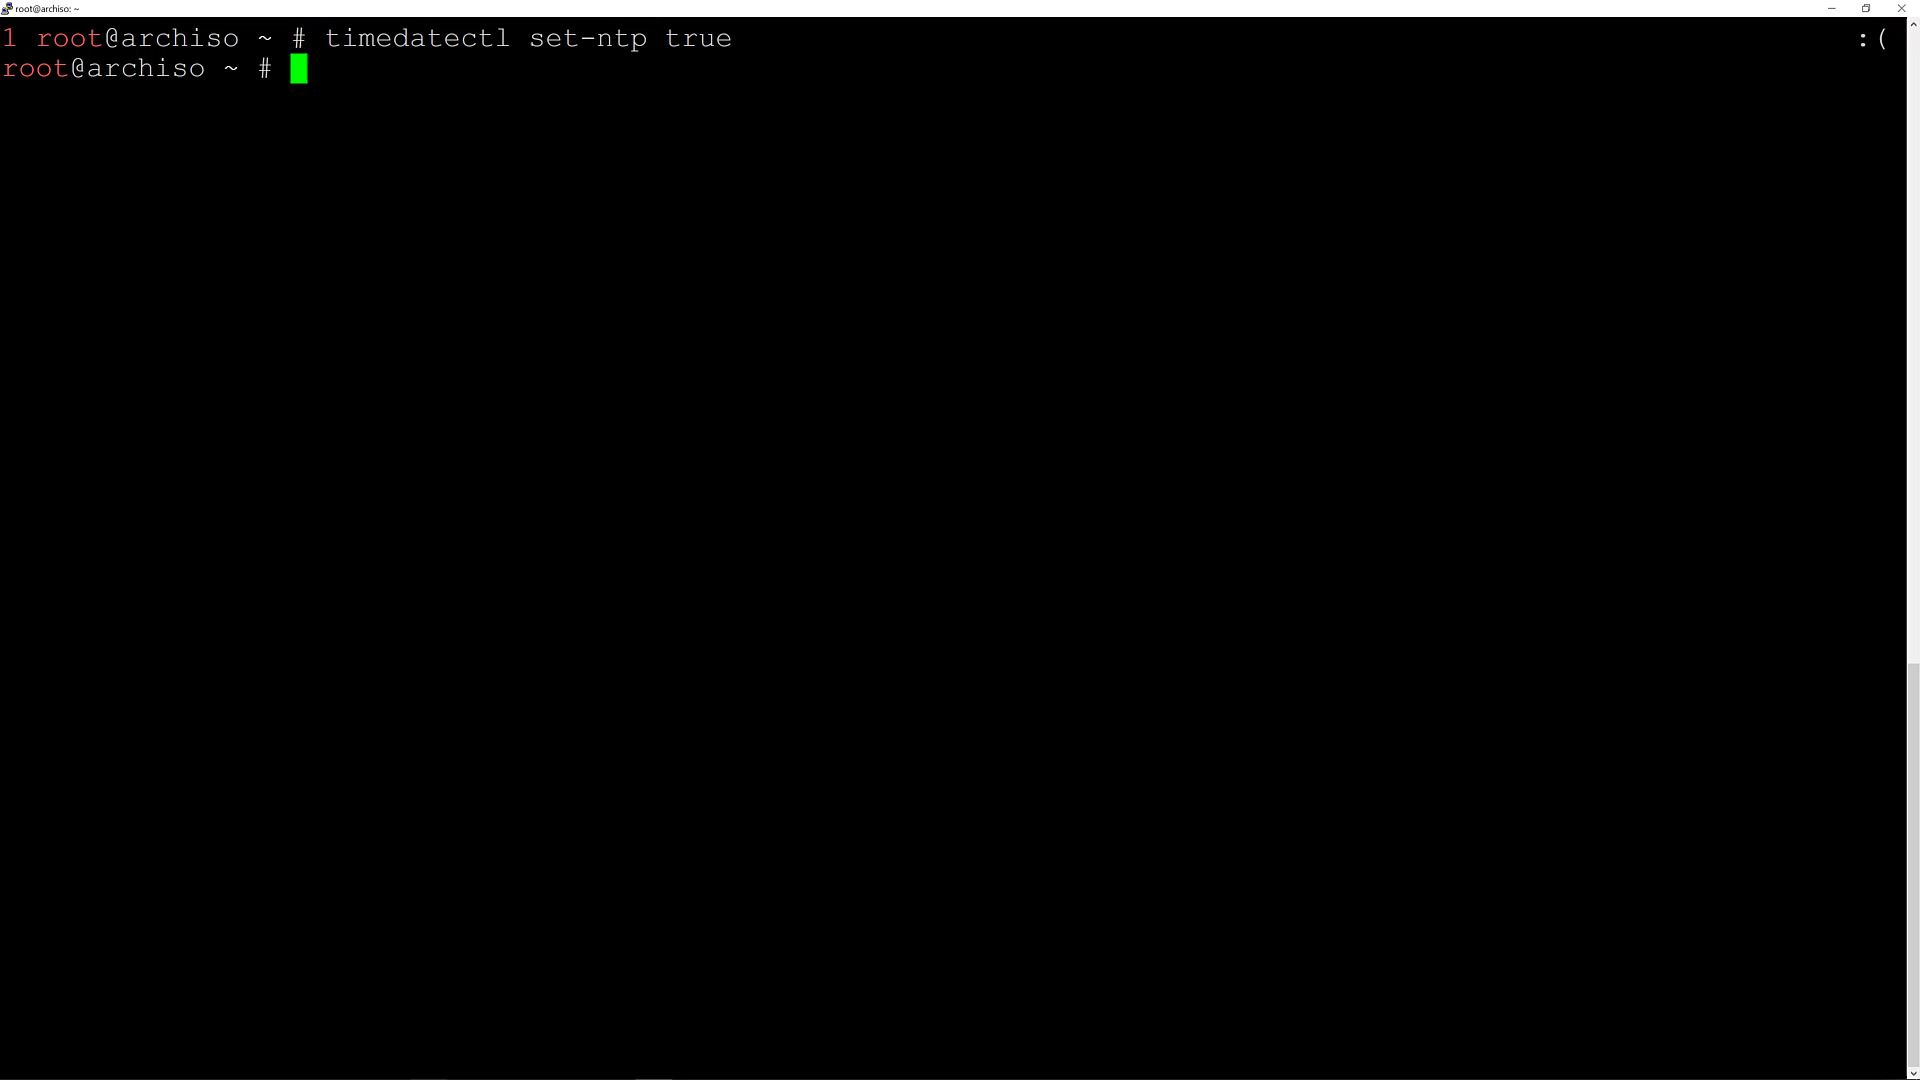 root@archiso: ~
1 root@archiso ~ # timedatectl set-ntp true :(
root@archiso ~ #